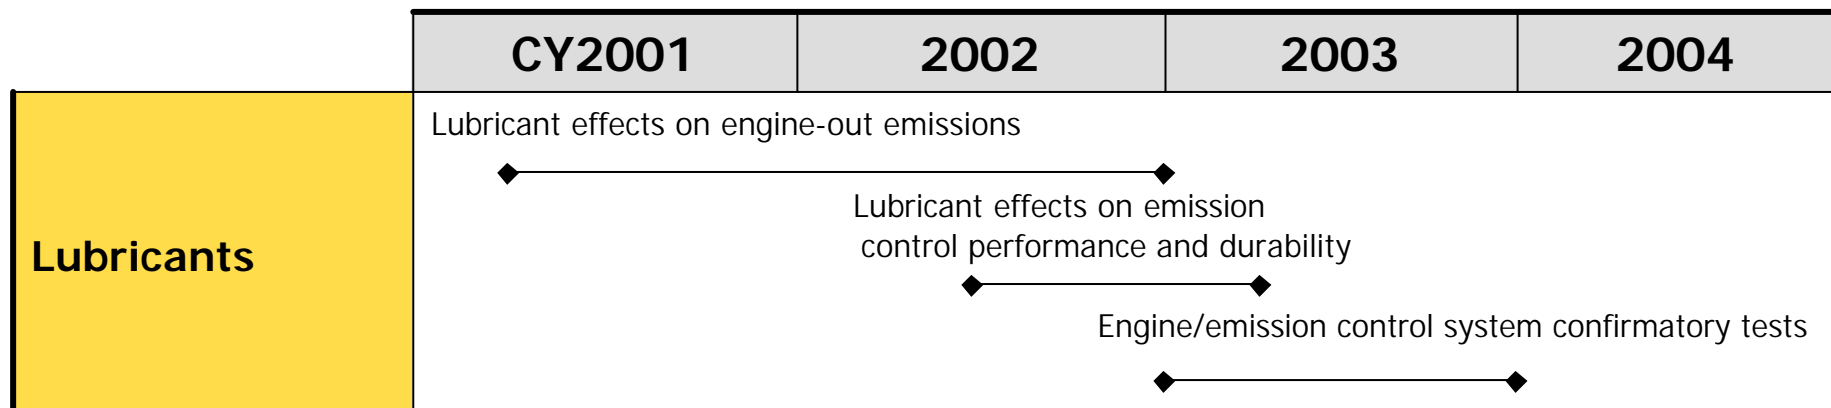 CY2001 2002 2003 2004
Lubricants
Lubricant effects on engine-out emissions
Lubricant effects on emission
control performance and durability
Engine/emission control system confirmatory tests